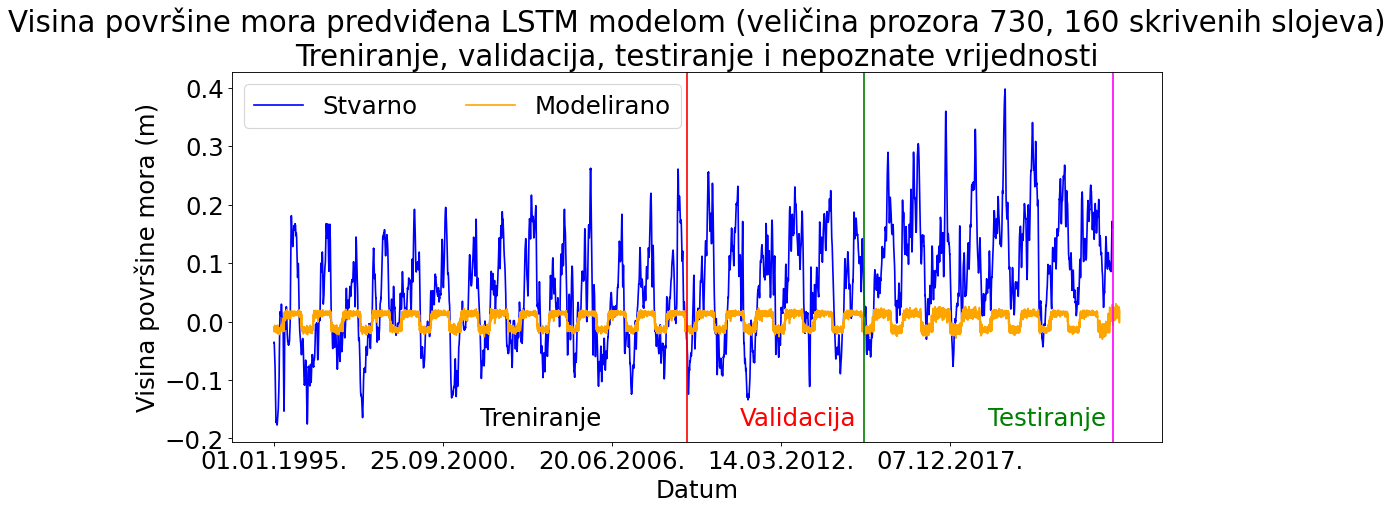 Visina površine mora predviđena LSTM modelom (veličina prozora 730, 160 skrivenih slojeva)
Treniranje, validacija, testiranje i nepoznate vrijednosti
Stvarno
Modelirano
Visina površine mora (m)
0.4
0.3
0.2
0.1
0.0
−0.1
−0.2
Treniranje
Validacija
Testiranje
01.01.1995.
25.09.2000.
20.06.2006.
14.03.2012.
07.12.2017.
Datum